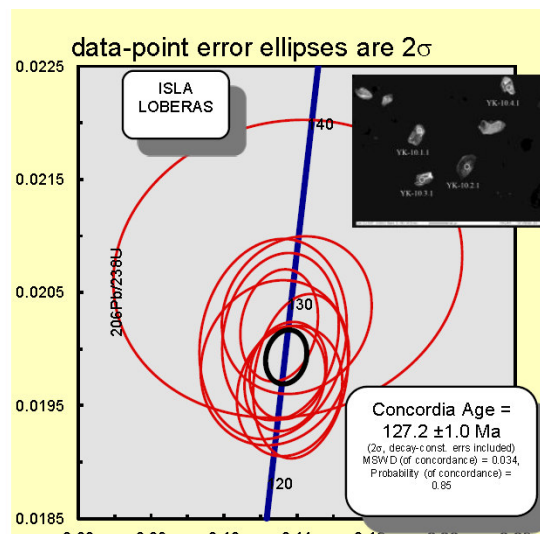 data-point error ellipses are 2σ
0.0225
0.0215
0.0205
0.0195
0.0185
206Pb/238U
ISLA
LOBERAS
40
30
20
YK-10.4.1
YK-10.1.1
YK-10.2.1
YK-10.3.1
Concordia Age =
127.2 ±1.0 Ma
(2σ, decay-const. errs included)
MSWD (of concordance) = 0.034,
Probability (of concordance) =
0.85